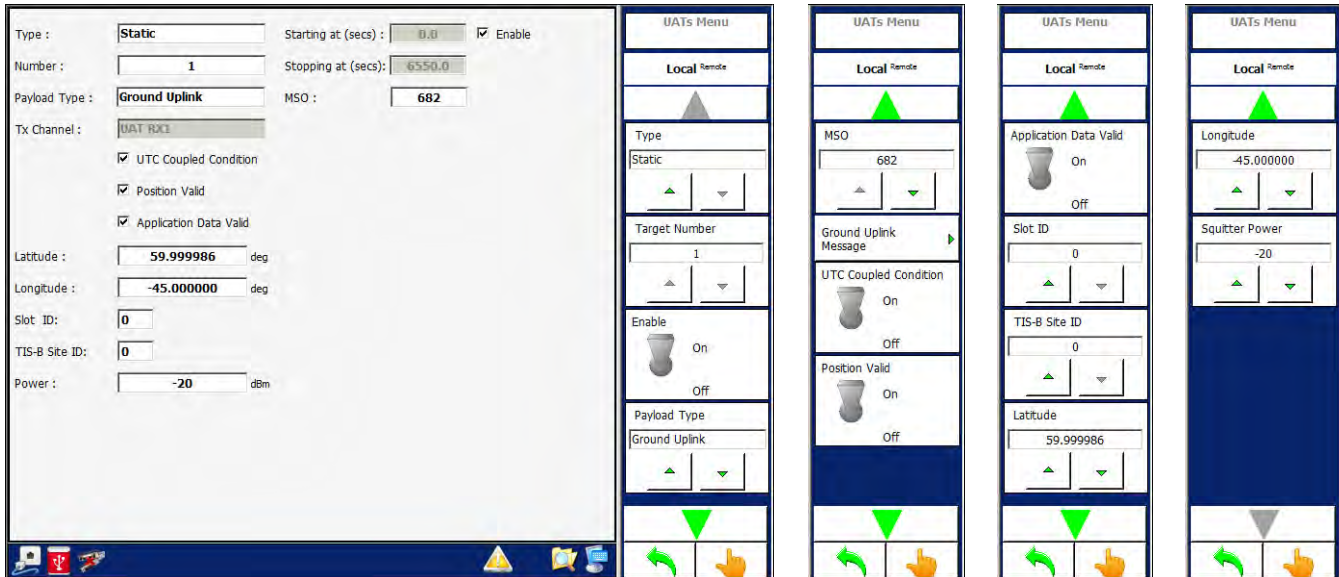 Type :
Static
Starting at (secs) :
0.0
Enable
Number :
1
Stopping at (secs):
6550.0
Payload Type :
Ground Uplink
MSO :
682
Tx Channel :
UAT RX1
UTC Coupled Condition
Position Valid
Application Data Valid
Latitude :
59.999986
deg
Longitude :
-45.000000
deg
Slot ID:
0
TIS-B Site ID:
0
Power :
-20
dBm
UATs Menu
Local Remote
Type
Static
Target Number
1
Enable
On
Off
Payload Type
Ground Uplink
UATs Menu
Local Remote
MSO
682
Ground Uplink
Message
UTC Coupled Condition
On
Off
Position Valid
On
Off
UATs Menu
Local Remote
Application Data Valid
On
Off
Slot ID
0
TIS-B Site ID
0
Latitude
59.999986
UATs Menu
Local Remote
Longitude
-45.000000
Squitter Power
-20